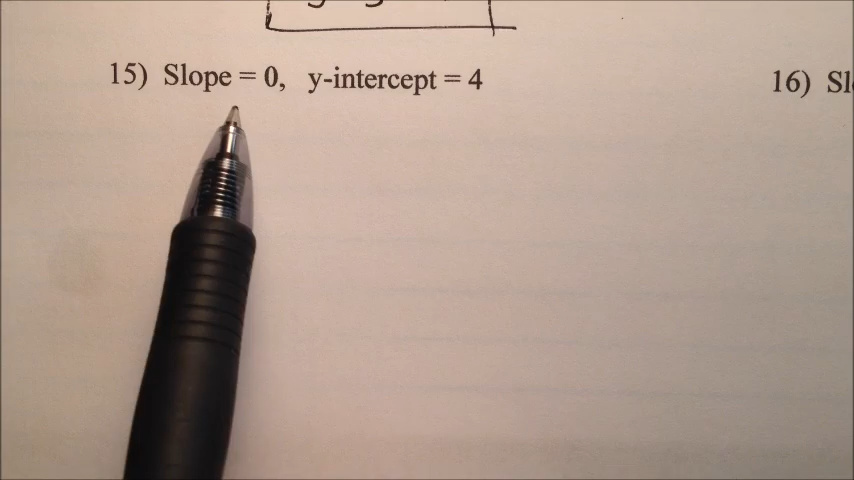 15) Slope = 0, y-intercept = 4
16)